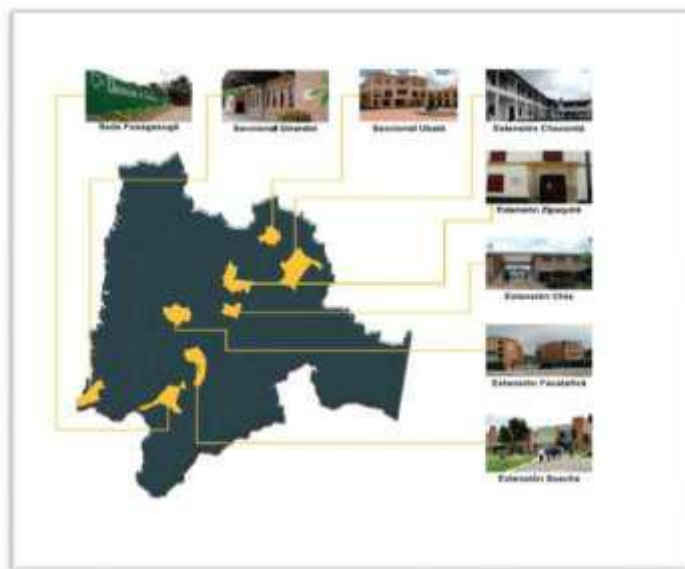 Sede Fusagasugá
Seccional Girardot
Seccional Ubaté
Extensión Chocontá
Extensión Zipaquirá
Extensión Chía
Extensión Facatativá
Extensión Soacha